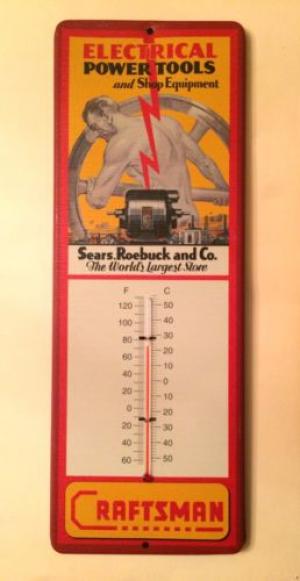 ELECTRICAL
POWER TOOLS
and Shop Equipment
Sears, Roebuck and Co.
The World's Largest Store
F C
120 50
100 40
80 30
60 20
40 10
20 0
0 10
20 20
40 30
60 40
50
CRAFTSMAN